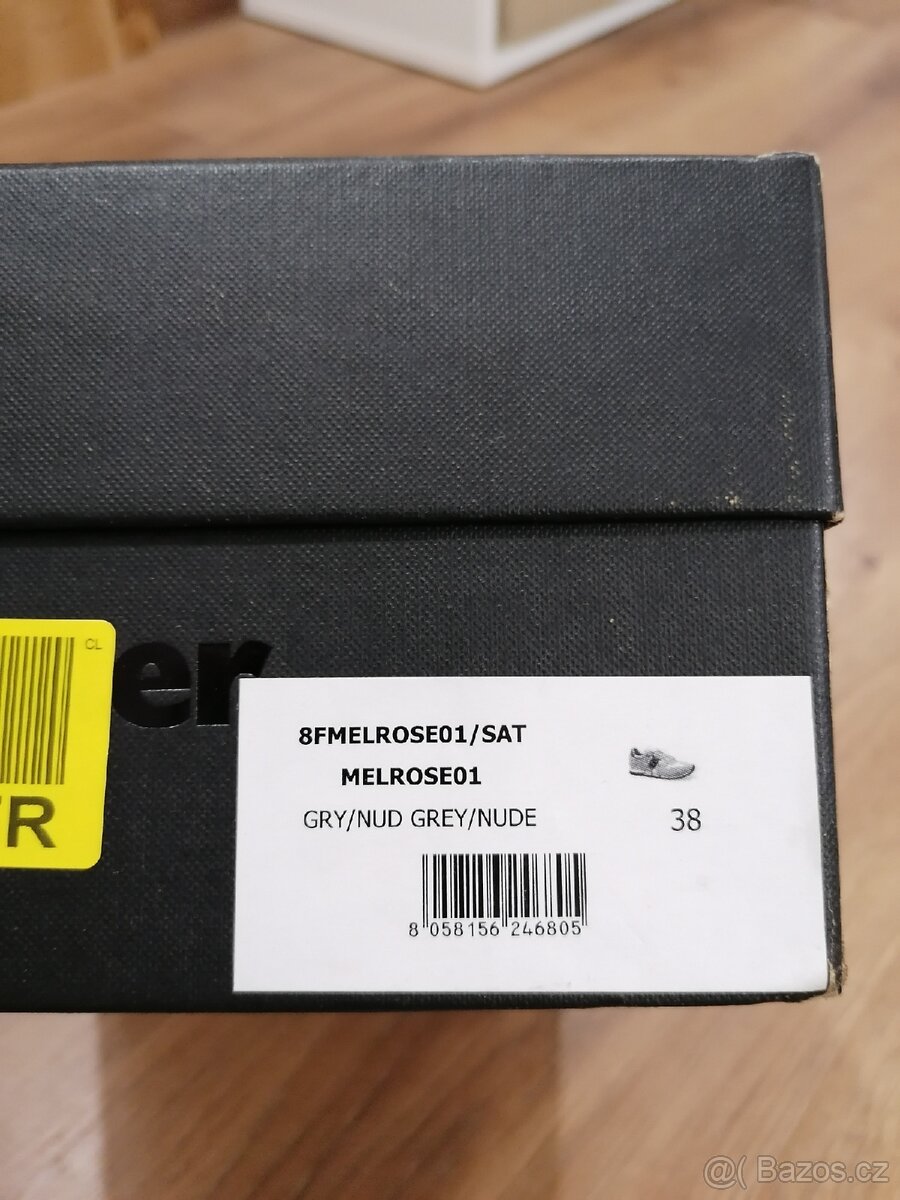 CL
er
R
8FMELROSE01/SAT
MELROSE01
GRY/NUD GREY/NUDE
38
8 058156 246805
@( Bazos.cz